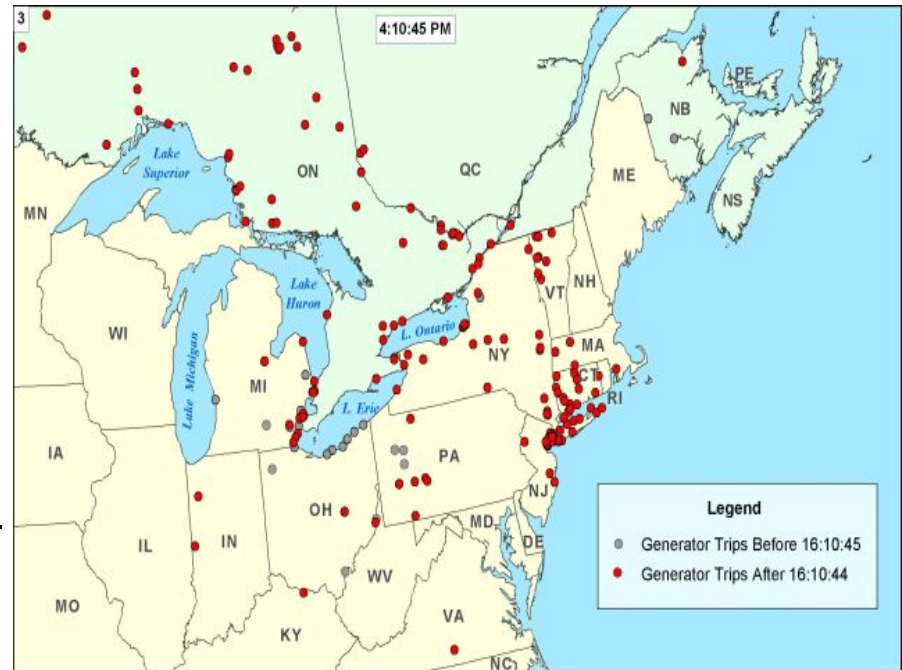 3
4:10:45 PM
PE
NB
Lake
Superior
ON
QC
ME
NS
MN
Lake
Huron
VT
NH
WI
Lake Michigan
L. Ontario
NY
MA
MI
CT
RI
L. Erie
IA
PA
NJ
OH
MD
DE
IL
IN
WV
MO
VA
KY
NC
Legend
Generator Trips Before 16:10:45
Generator Trips After 16:10:44